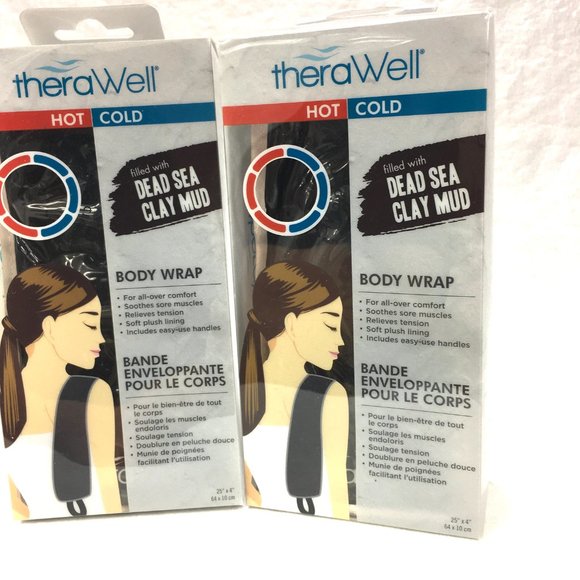 theraWell®
HOT COLD
filled with
DEAD SEA
CLAY MUD
BODY WRAP
• For all-over comfort
• Soothes sore muscles
• Relieves tension
• Soft plush lining
• Includes easy-use handles
BANDE
ENVELOPPANTE
POUR LE CORPS
• Pour le bien-être de tout
le corps
• Soulage les muscles
endoloris
• Soulage tension
• Doublure en peluche douce
• Munie de poignées
facilitant l'utilisation
25" x 4"
64 x 10 cm
theraWell®
HOT COLD
filled with
DEAD SEA
CLAY MUD
BODY WRAP
• For all-over comfort
• Soothes sore muscles
• Relieves tension
• Soft plush lining
• Includes easy-use handles
BANDE
ENVELOPPANTE
POUR LE CORPS
• Pour le bien-être de tout
le corps
• Soulage les muscles
endoloris
• Soulage tension
• Doublure en peluche douce
• Munie de poignées
facilitant l'utilisation
25" x 4"
64 x 10 cm